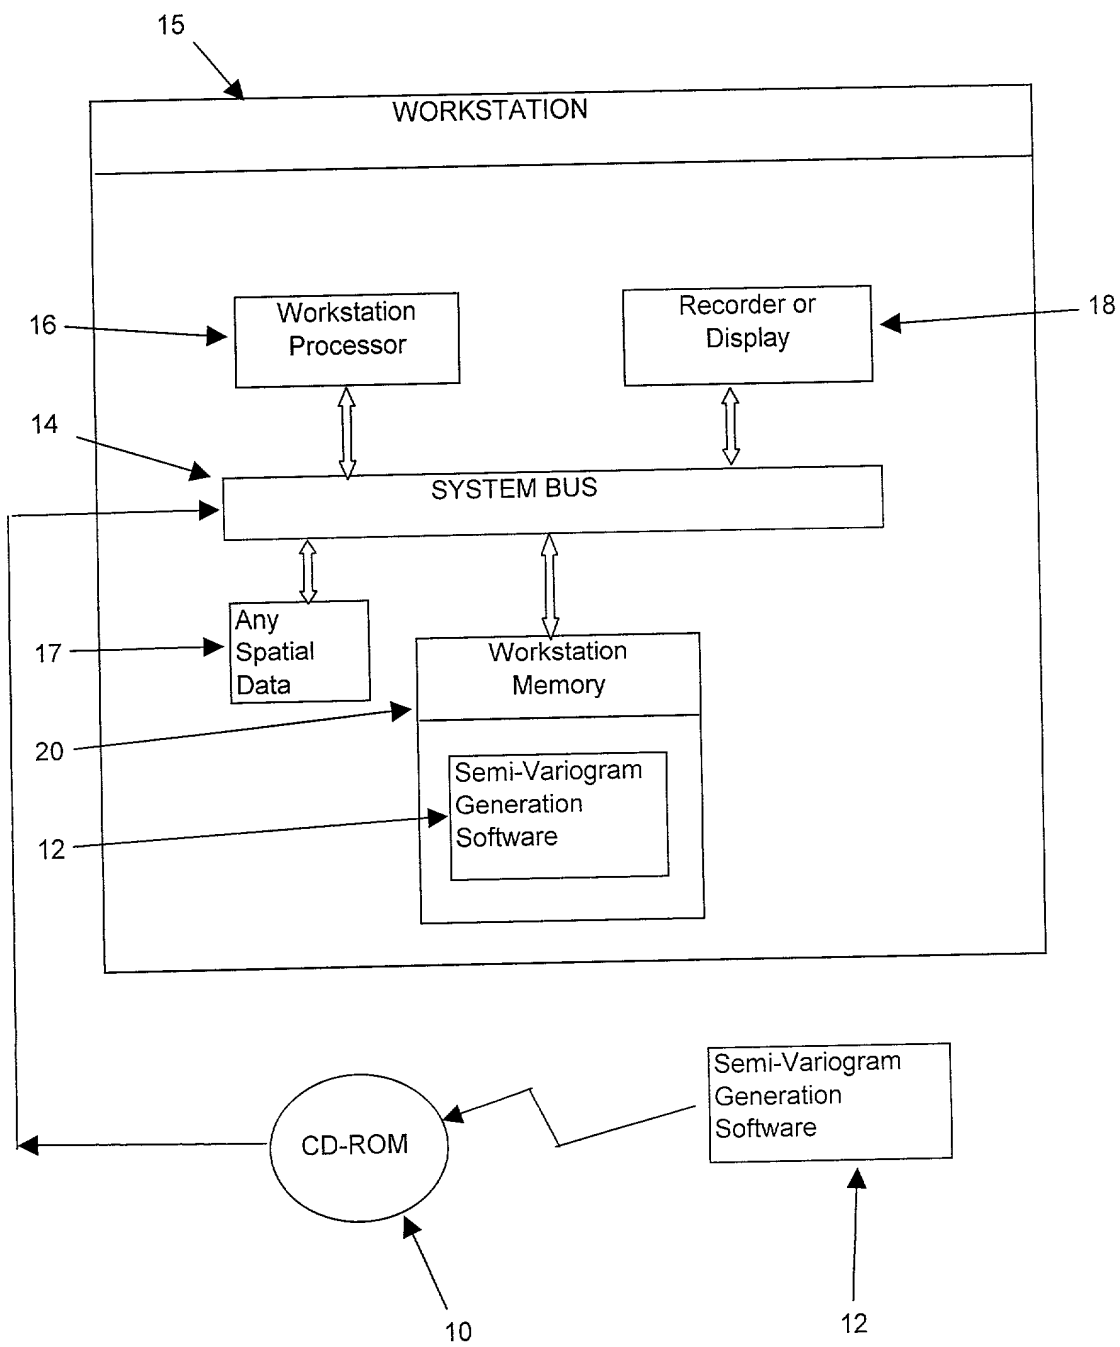 15
WORKSTATION
Workstation
Processor
Recorder or
Display
16
18
14
SYSTEM BUS
Any
Spatial
Data
17
Workstation
Memory
20
Semi-Variogram
Generation
Software
12
Semi-Variogram
Generation
Software
CD-ROM
10
12